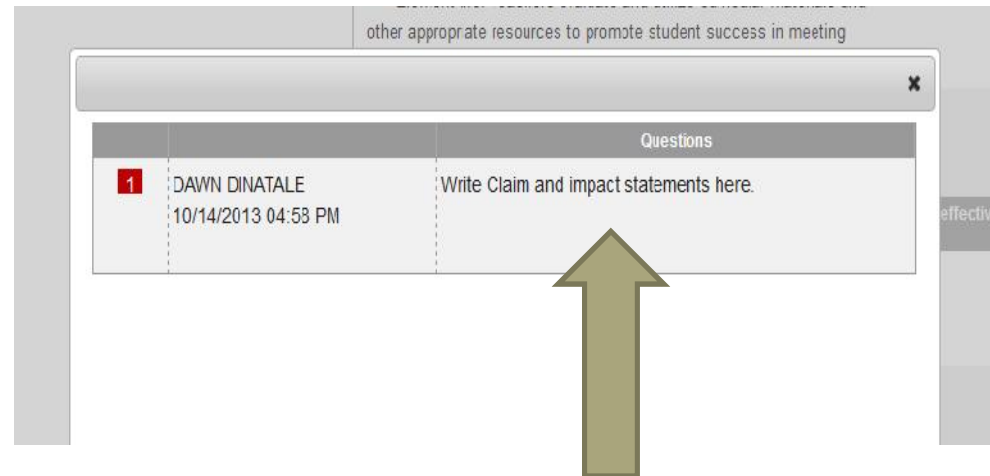 other appropriate resources to promote student success in meeting
Questions
1
DAWN DINATALE
Write Claim and impact statements here.
10/14/2013 04:58 PM
effectiv